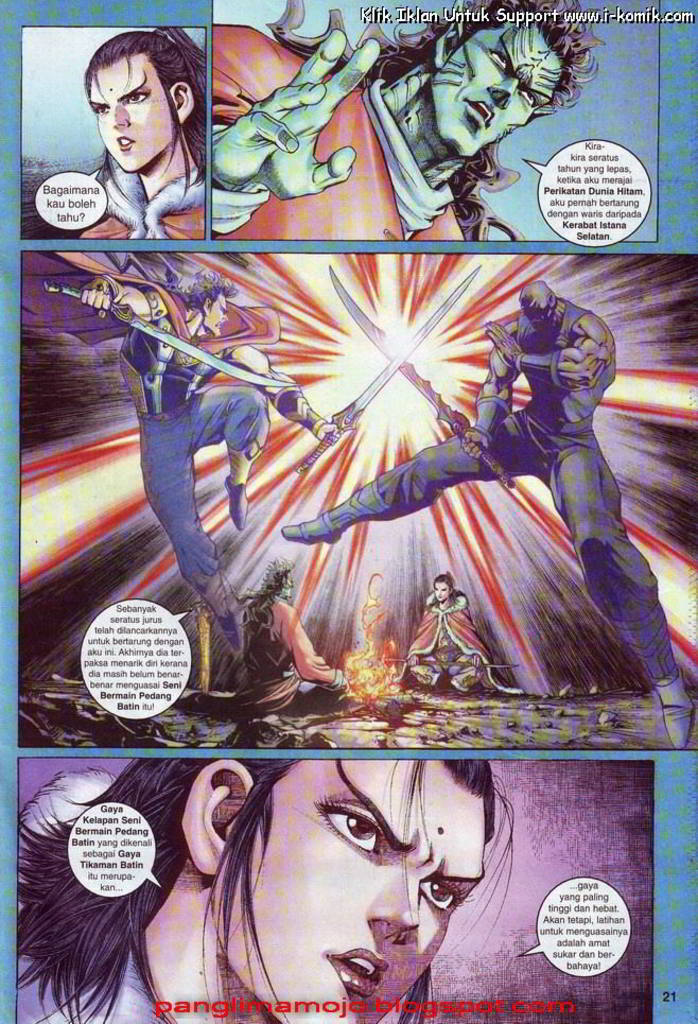 Klik Iklan Untuk Support www.i-komik.com
Bagaimana
kau boleh
tahu?
Kira-
kira seratus
tahun yang lepas,
ketika aku merajai
Perikatan Dunia Hitam,
aku pernah bertarung
dengan waris daripada
Kerabat Istana
Selatan.
Sebanyak
seratus jurus
telah dilancarkannya
untuk bertarung dengan
aku ini. Akhirnya dia ter-
paksa menarik diri kerana
dia masih belum benar-
benar menguasai Seni
Bermain Pedang
Batin itu!
Gaya
Kelapan Seni
Bermain Pedang
Batin yang dikenali
sebagai Gaya
Tikaman Batin
itu merupa-
kan...
...gaya
yang paling
tinggi dan hebat.
Akan tetapi, latihan
untuk menguasainya
adalah amat
sukar dan ber-
bahaya!
21
panglimamojo.blogspot.com